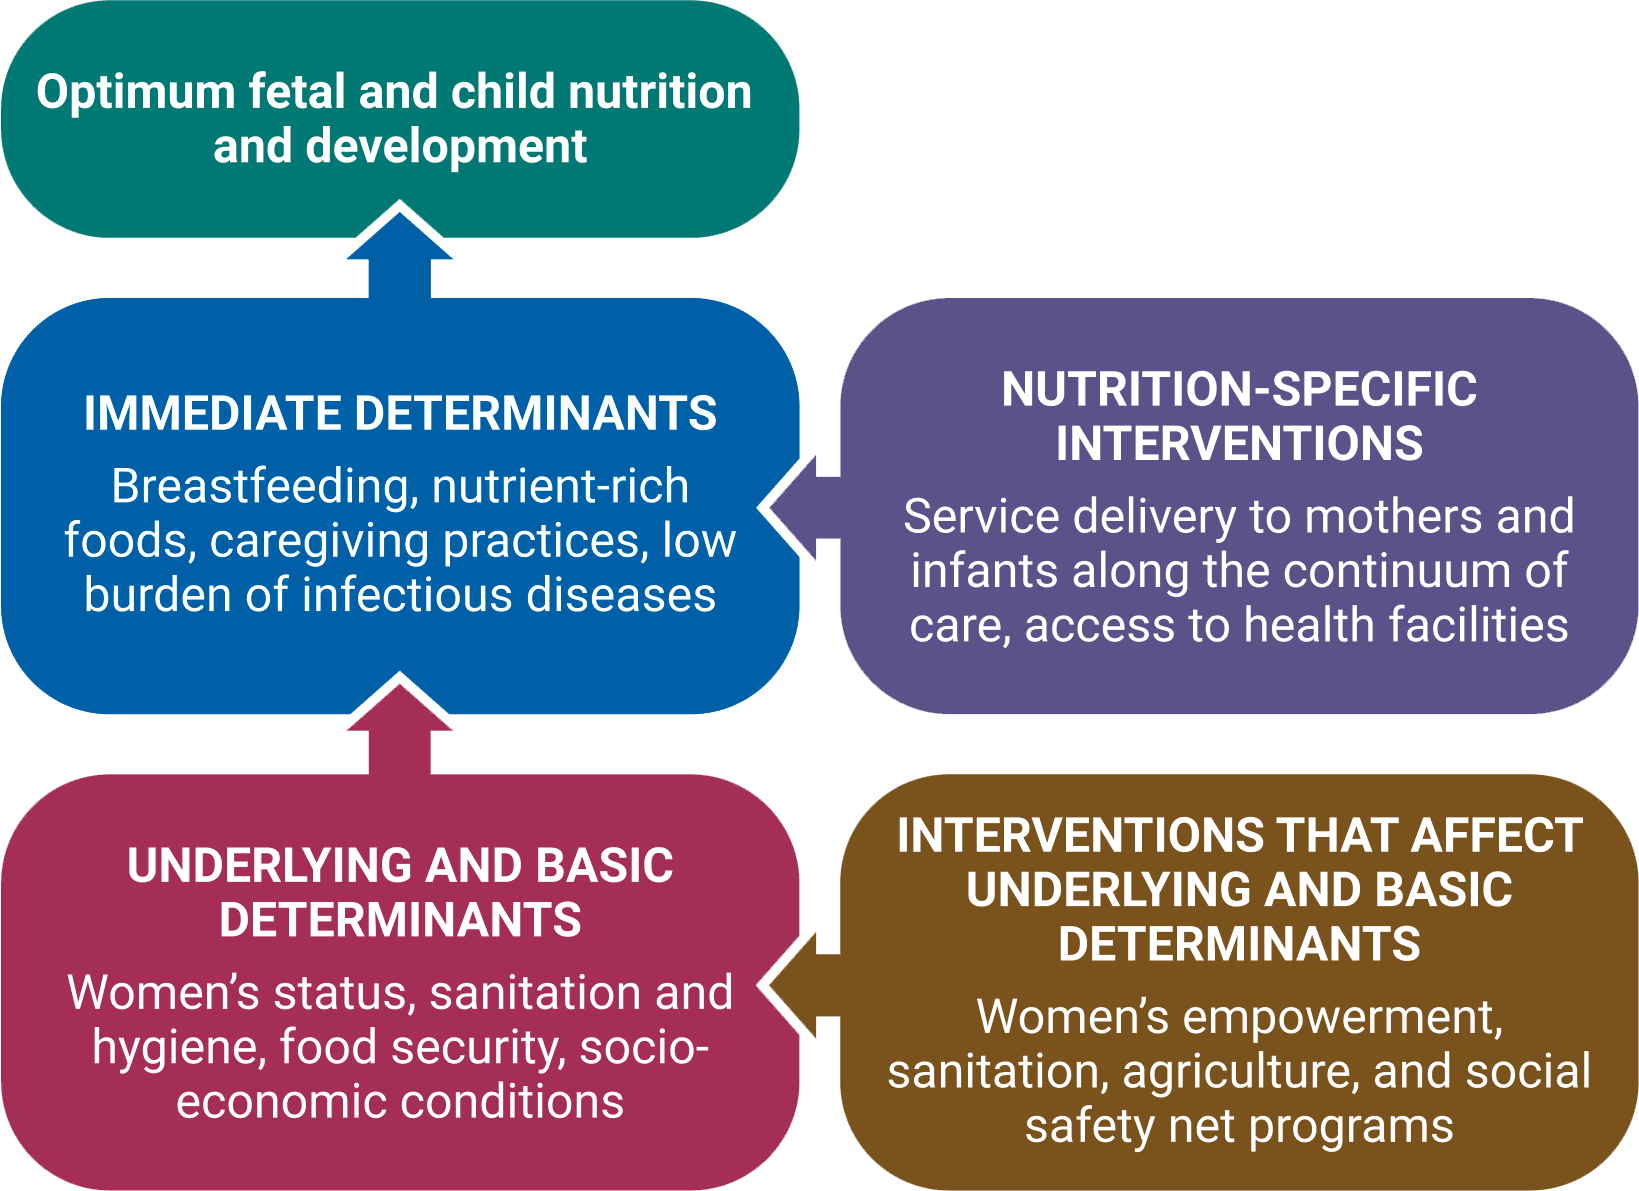 Optimum fetal and child nutrition
and development
IMMEDIATE DETERMINANTS
Breastfeeding, nutrient-rich
foods, caregiving practices, low
burden of infectious diseases
NUTRITION-SPECIFIC
INTERVENTIONS
Service delivery to mothers and
infants along the continuum of
care, access to health facilities
UNDERLYING AND BASIC
DETERMINANTS
Women’s status, sanitation and
hygiene, food security, socio-
economic conditions
INTERVENTIONS THAT AFFECT
UNDERLYING AND BASIC
DETERMINANTS
Women’s empowerment,
sanitation, agriculture, and social
safety net programs